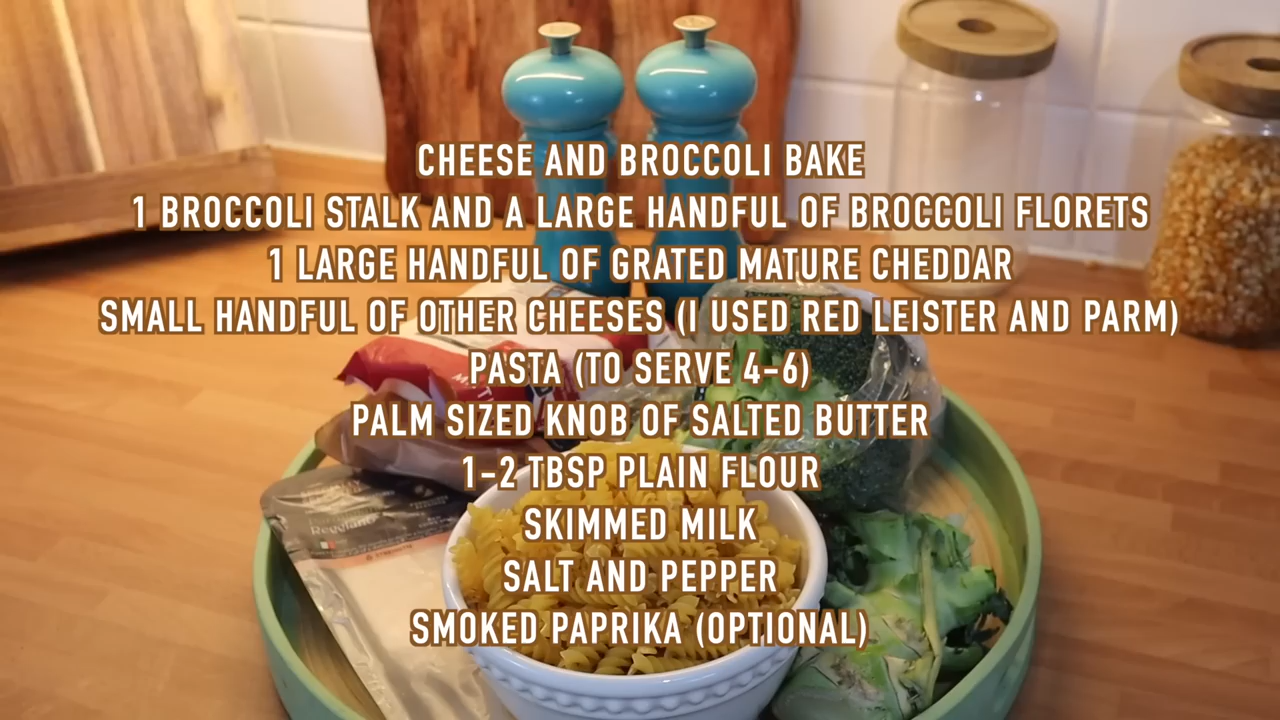 CHEESE AND BROCCOLI BAKE
1 BROCCOLI STALK AND A LARGE HANDFUL OF BROCCOLI FLORETS
1 LARGE HANDFUL OF GRATED MATURE CHEDDAR
SMALL HANDFUL OF OTHER CHEESES (I USED RED LEISTER AND PARM)
PASTA (TO SERVE 4-6)
PALM SIZED KNOB OF SALTED BUTTER
1-2 TBSP PLAIN FLOUR
SKIMMED MILK
Reggiano
SALT AND PEPPER
SMOKED PAPRIKA (OPTIONAL)